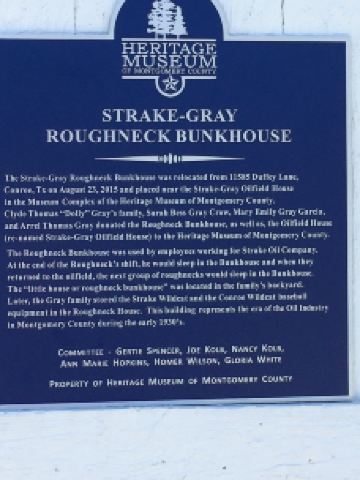 HERITAGE
MUSEUM
OF MONTGOMERY COUNTY
STRAKE-GRAY
ROUGHNECK BUNKHOUSE
The Strake-Gray Roughneck Bunkhouse was relocated from 11585 Duffey Lane,
Conroe, Tx on August 23, 2015 and placed near the Strake-Gray Oilfield House
in the Museum Complex of the Heritage Museum of Montgomery County.
Clyde Thomas "Dolly" Gray's family, Sarah Bess Gray Crow, Mary Emily Gray Garcia,
and Arrel Thomas Gray donated the Roughneck Bunkhouse, as well as, the Oilfield House
(re-named Strake-Gray Oilfield House) to the Heritage Museum of Montgomery County.
The Roughneck Bunkhouse was used by employees working for Strake Oil Company.
At the end of the Roughneck's shift, he would sleep in the Bunkhouse and when they
returned to the oilfield, the next group of roughnecks would sleep in the Bunkhouse.
The "little house or roughneck bunkhouse" was located in the family's backyard.
Later, the Gray family stored the Strake Wildcat and the Conroe Wildcat baseball
equipment in the Roughneck House. This building represents the era of the Oil Industry
in Montgomery County during the early 1930's.
COMMITTEE - GERTIE SPENCER, JOE KOLB, NANCY KOLB,
ANN MARIE HOPKINS, HOMER WILSON, GLORIA WHITE
PROPERTY OF HERITAGE MUSEUM OF MONTGOMERY COUNTY